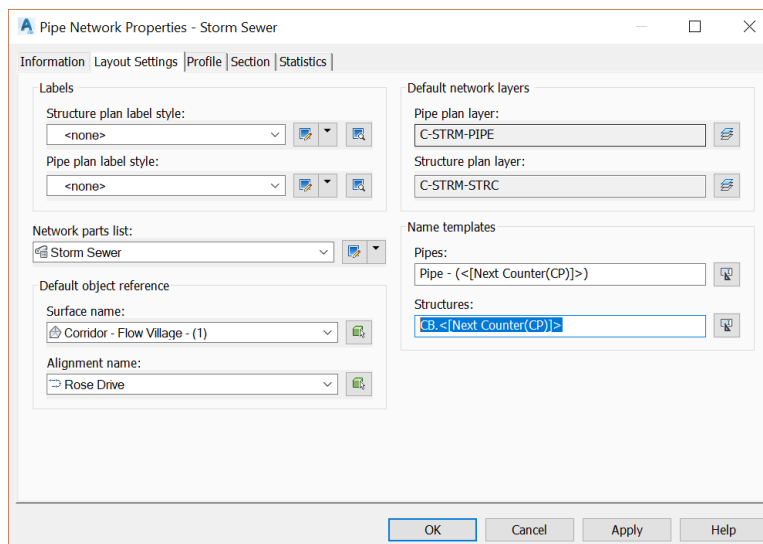 Pipe Network Properties - Storm Sewer
Information Layout Settings Profile Section Statistics
Labels
Structure plan label style:
<none>
Pipe plan label style:
<none>
Network parts list:
Storm Sewer
Default object reference
Surface name:
Corridor - Flow Village - (1)
Alignment name:
Rose Drive
Default network layers
Pipe plan layer:
C-STRM-PIPE
Structure plan layer:
C-STRM-STRC
Name templates
Pipes:
Pipe - (<[Next Counter(CP)]>)
Structures:
CB.<[Next Counter(CP)]>
OK Cancel Apply Help